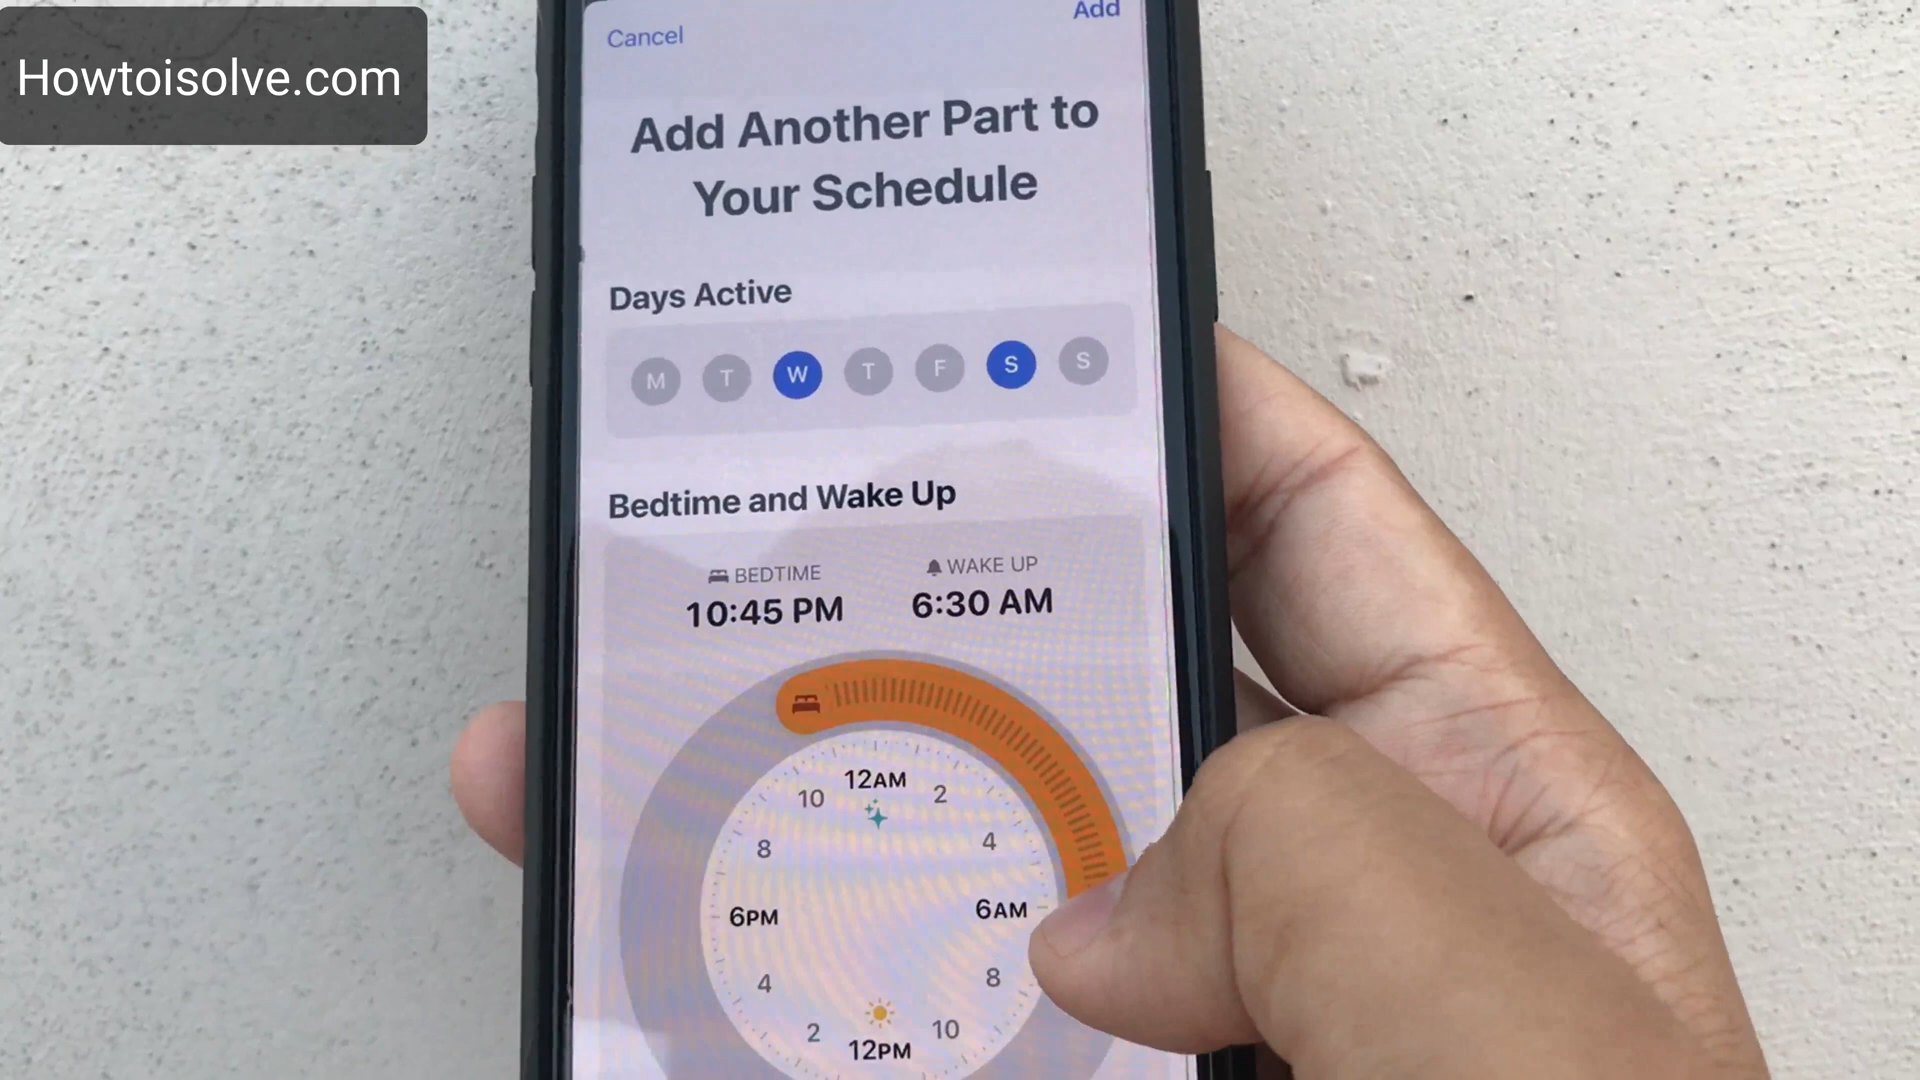 Howtoisolve.com
Cancel
Add
Add Another Part to
Your Schedule
Days Active
M T W T F S S
Bedtime and Wake Up
BEDTIME
10:45 PM
WAKE UP
6:30 AM
12AM
2
4
6AM
8
10
12PM
2
4
6PM
8
10